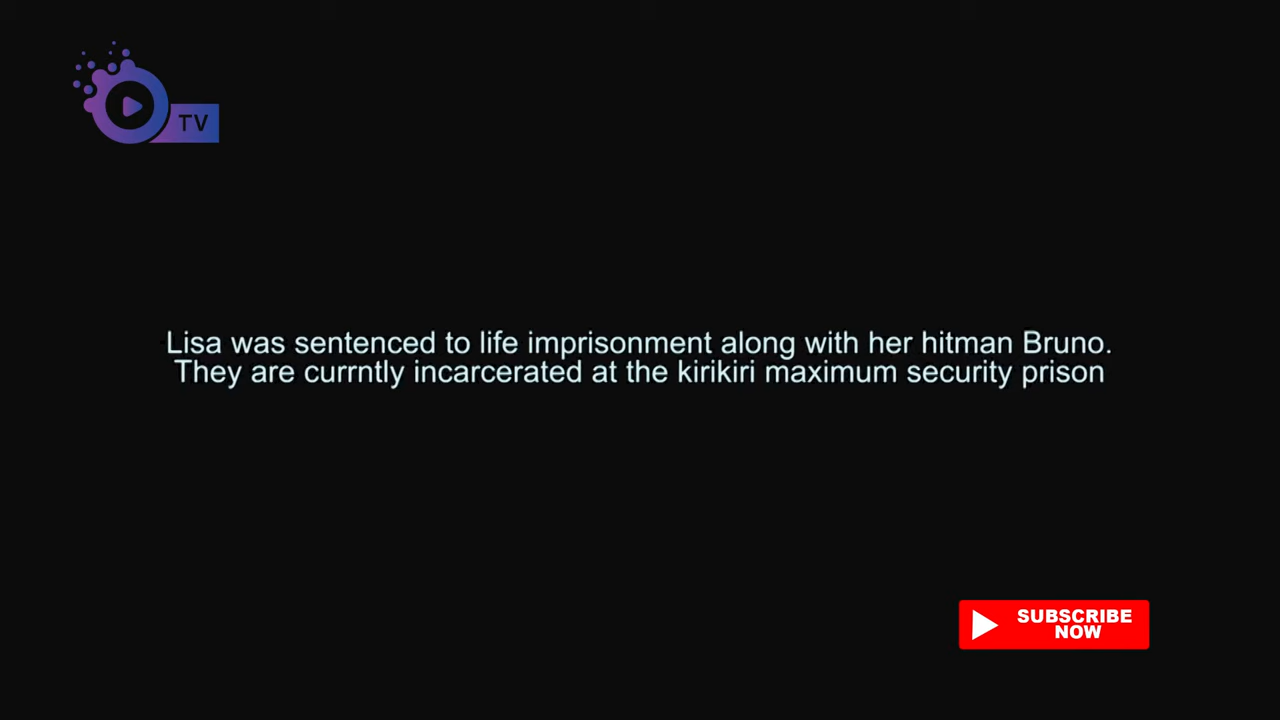 TV
Lisa was sentenced to life imprisonment along with her hitman Bruno.
They are currntly incarcerated at the kirikiri maximum security prison
SUBSCRIBE
NOW